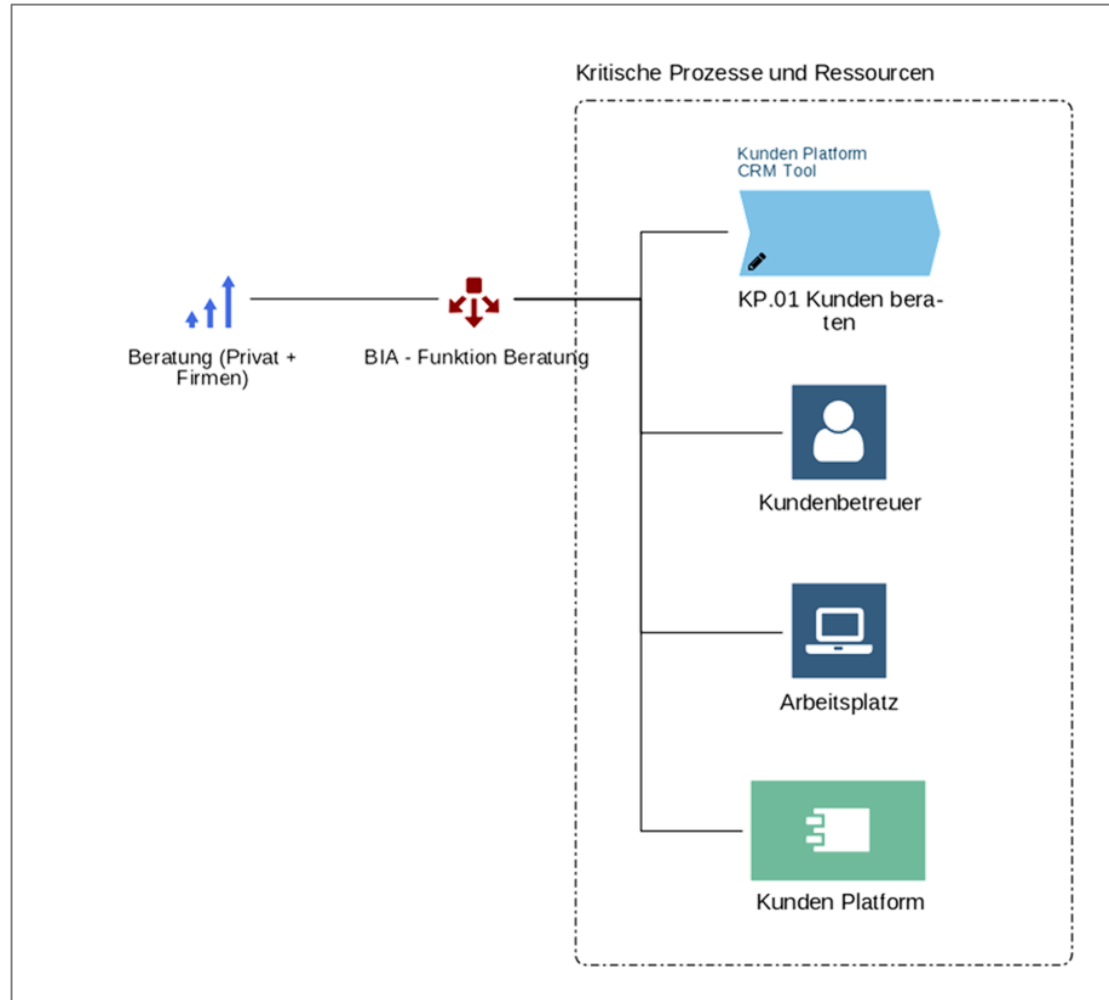 Kritische Prozesse und Ressourcen
Kunden Platform
CRM Tool
KP.01 Kunden bera-
ten
Beratung (Privat +
Firmen)
BIA - Funktion Beratung
Kundenbetreuer
Arbeitsplatz
Kunden Platform